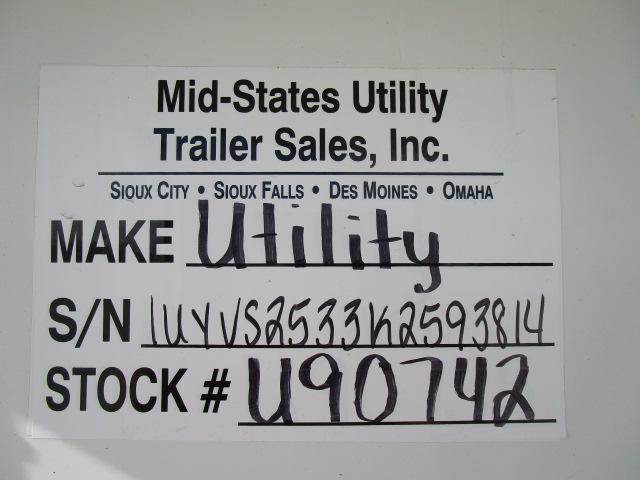 Mid-States Utility
Trailer Sales, Inc.
SIOUX CITY • SIOUX FALLS • DES MOINES • OMAHA
MAKE Utility
S/N 1UYVS2533K2593814
STOCK # U90742